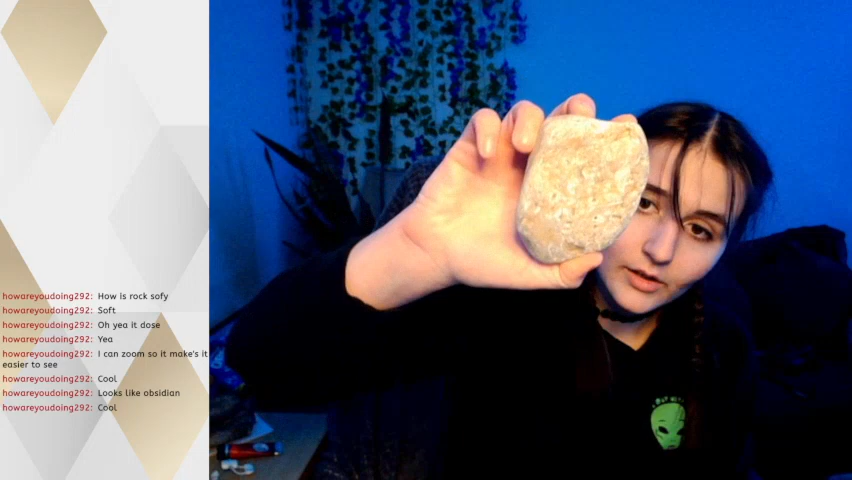 howareyoudoing292: How is rock sofy
howareyoudoing292: Soft
howareyoudoing292: Oh yea it dose
howareyoudoing292: Yea
howareyoudoing292: I can zoom so it make's it
easier to see
howareyoudoing292: Cool
howareyoudoing292: Looks like obsidian
howareyoudoing292: Cool